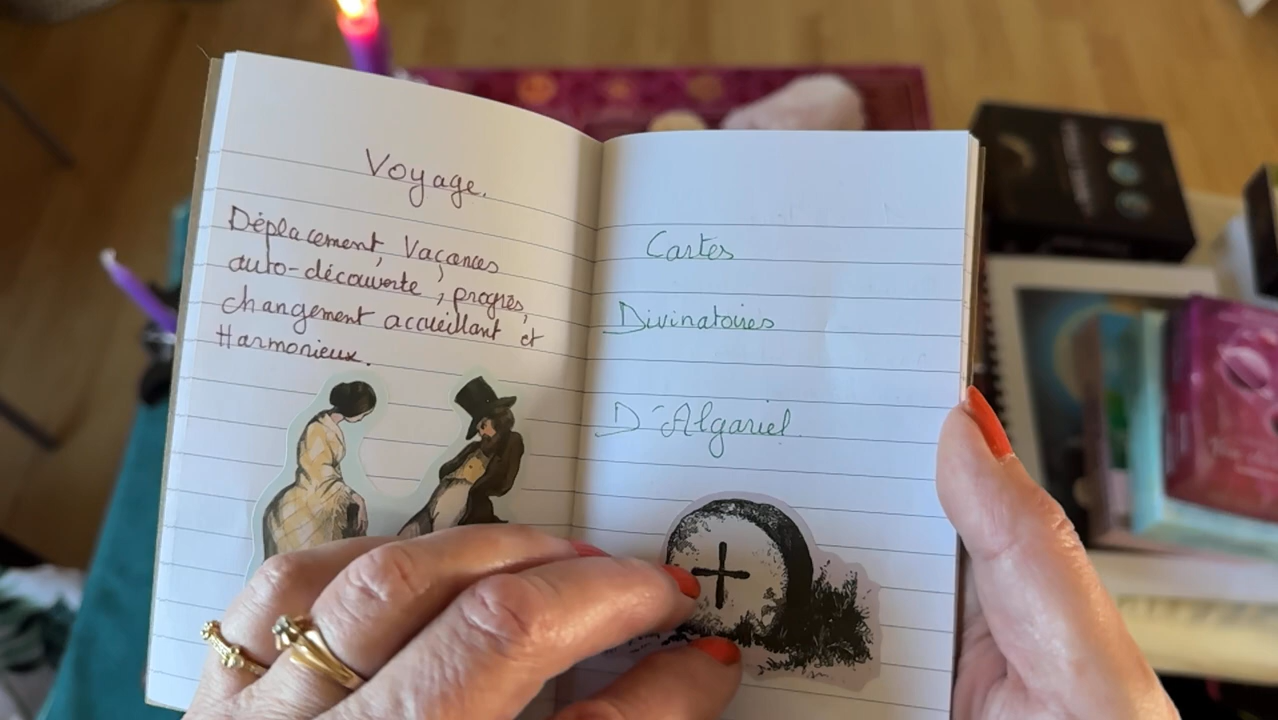 Voyage.
Déplacement, Vacances
auto-découverte, progrès,
changement accueillant et
Harmonieux.
Cartes
Divinatoires
D'Algariel